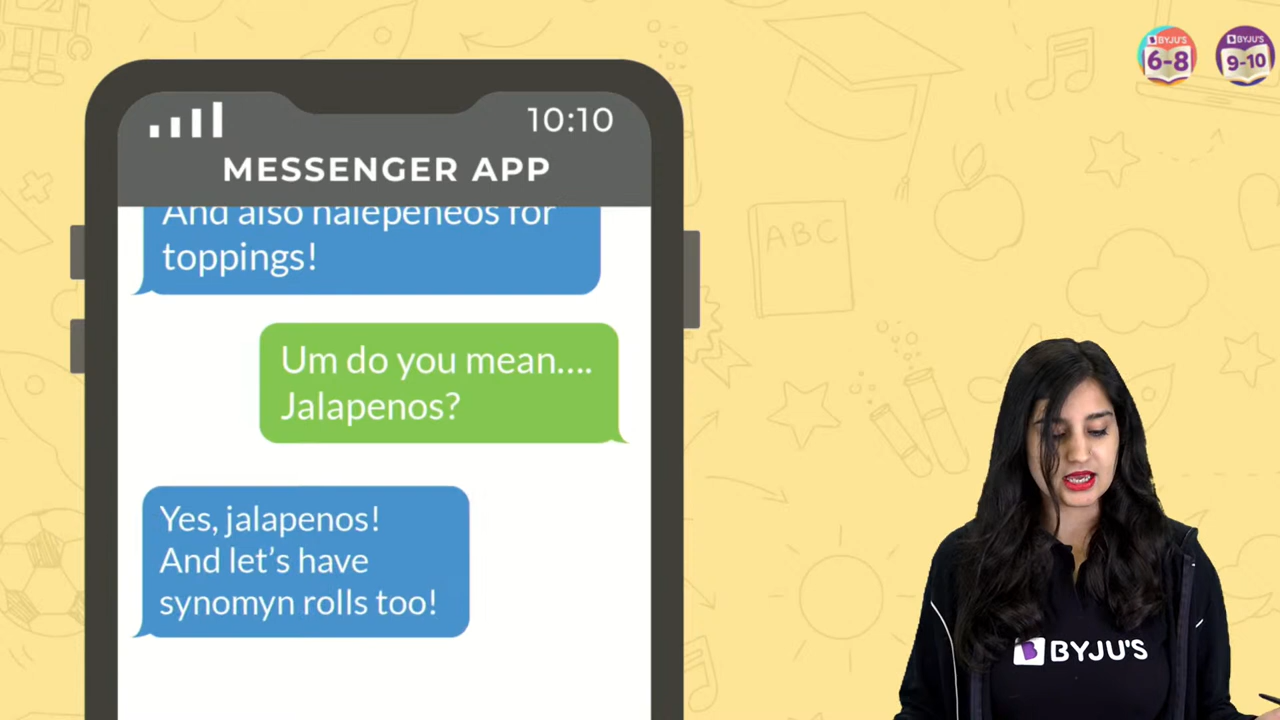 BYJU'S
6-8
BYJU'S
9-10
10:10
MESSENGER APP
And also halepeneos for
toppings!
Um do you mean....
Jalapenos?
Yes, jalapenos!
And let's have
synomyn rolls too!
ABC
BYJU'S